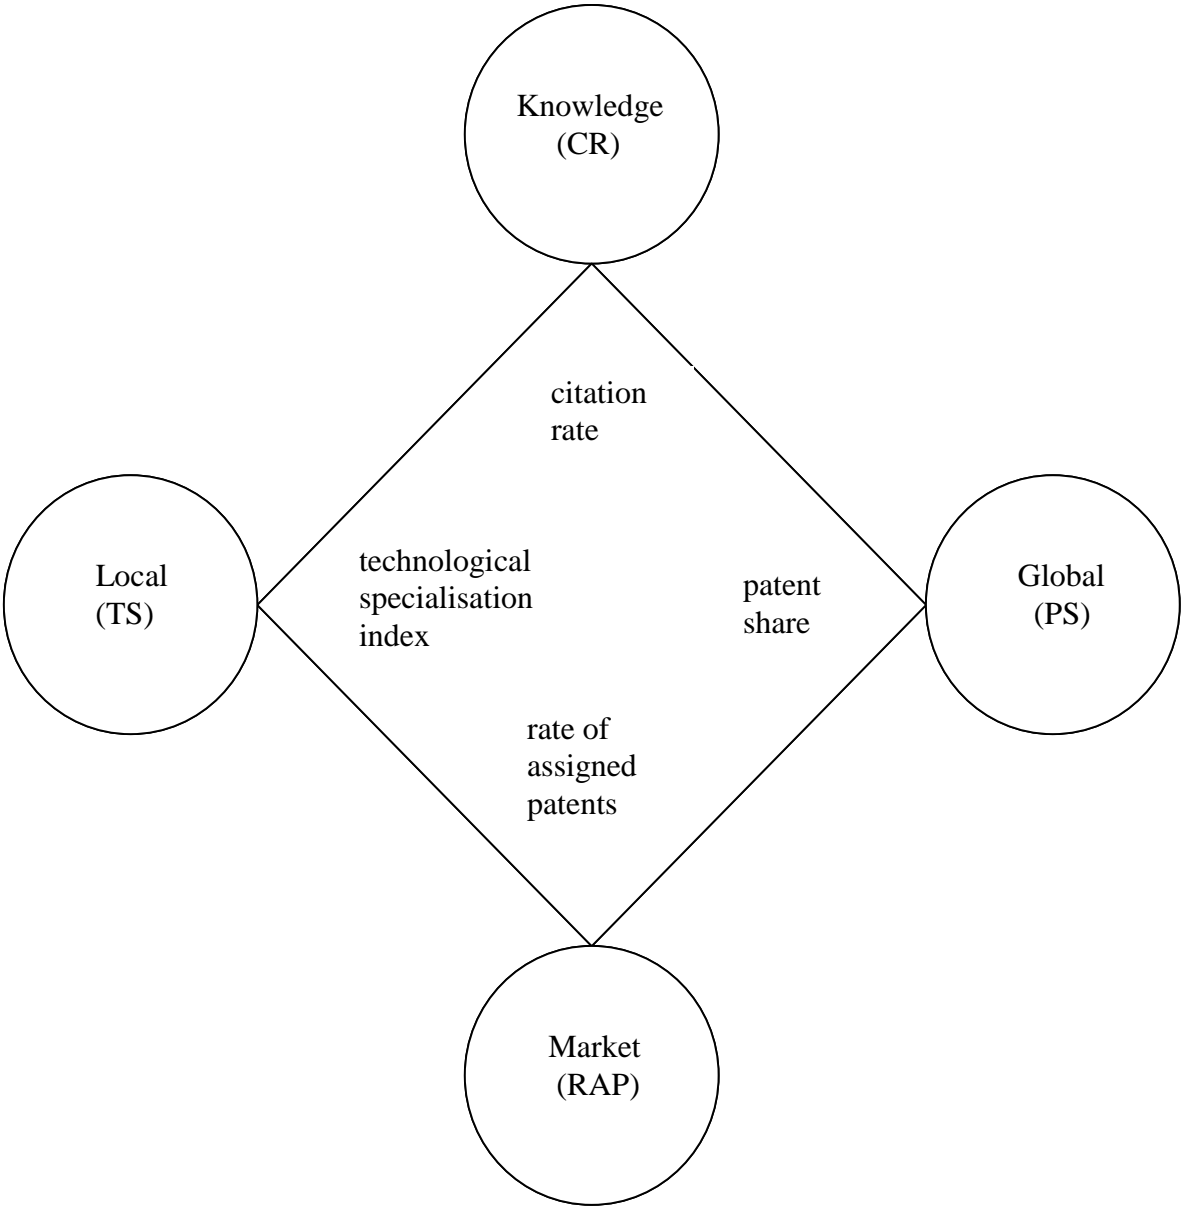 Knowledge
(CR)
citation
rate
Local
(TS)
technological
specialisation
index
patent
share
Global
(PS)
rate of
assigned
patents
Market
(RAP)